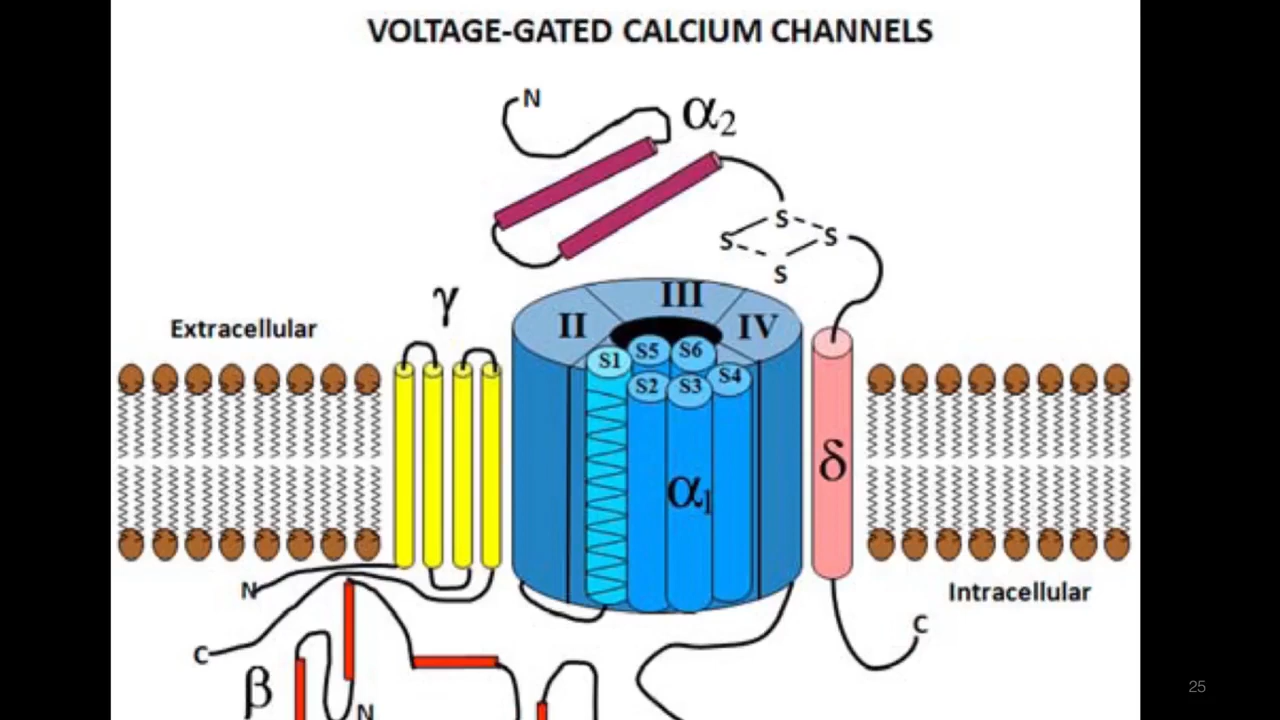 VOLTAGE-GATED CALCIUM CHANNELS
N
α2
S
S
S
S
γ
III
II
IV
Extracellular
S5
S6
S1
S4
S2
S3
δ
α1
N
Intracellular
C
C
β
N
25